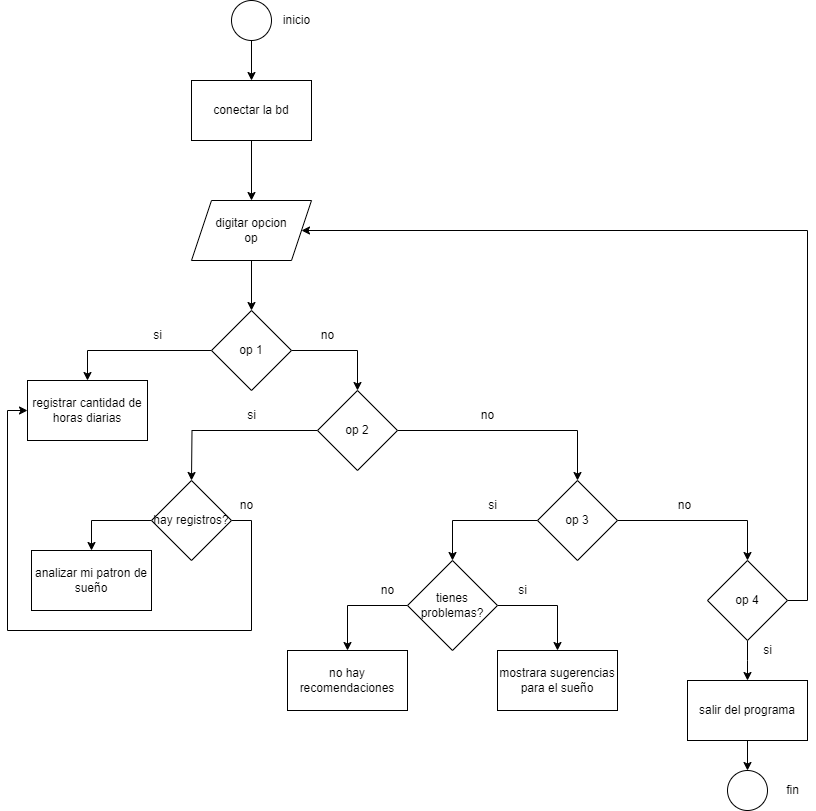 inicio
conectar la bd
digitar opcion
op
op 1
si
no
registrar cantidad de
horas diarias
op 2
si
no
hay registros?
no
analizar mi patron de
sueño
op 3
si
no
tienes
problemas?
no
si
no hay
recomendaciones
mostrara sugerencias
para el sueño
op 4
si
salir del programa
fin